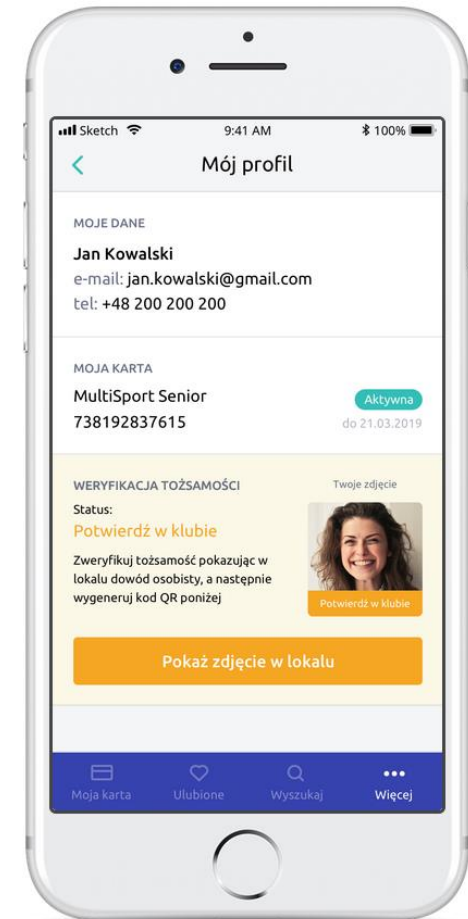 Sketch 9:41 AM 100%
Mój profil
MOJE DANE
Jan Kowalski
e-mail: jan.kowalski@gmail.com
tel: +48 200 200 200
MOJA KARTA
MultiSport Senior
Aktywna
738192837615
do 21.03.2019
WERYFIKACJA TOŻSAMOŚCI
Status:
Potwierdź w klubie
Zweryfikuj tożsamość pokazując w
lokalu dowód osobisty, a następnie
wygeneruj kod QR poniżej
Twoje zdjęcie
Potwierdź w klubie
Pokaż zdjęcie w lokalu
Moja karta Ulubione Wyszukaj Więcej